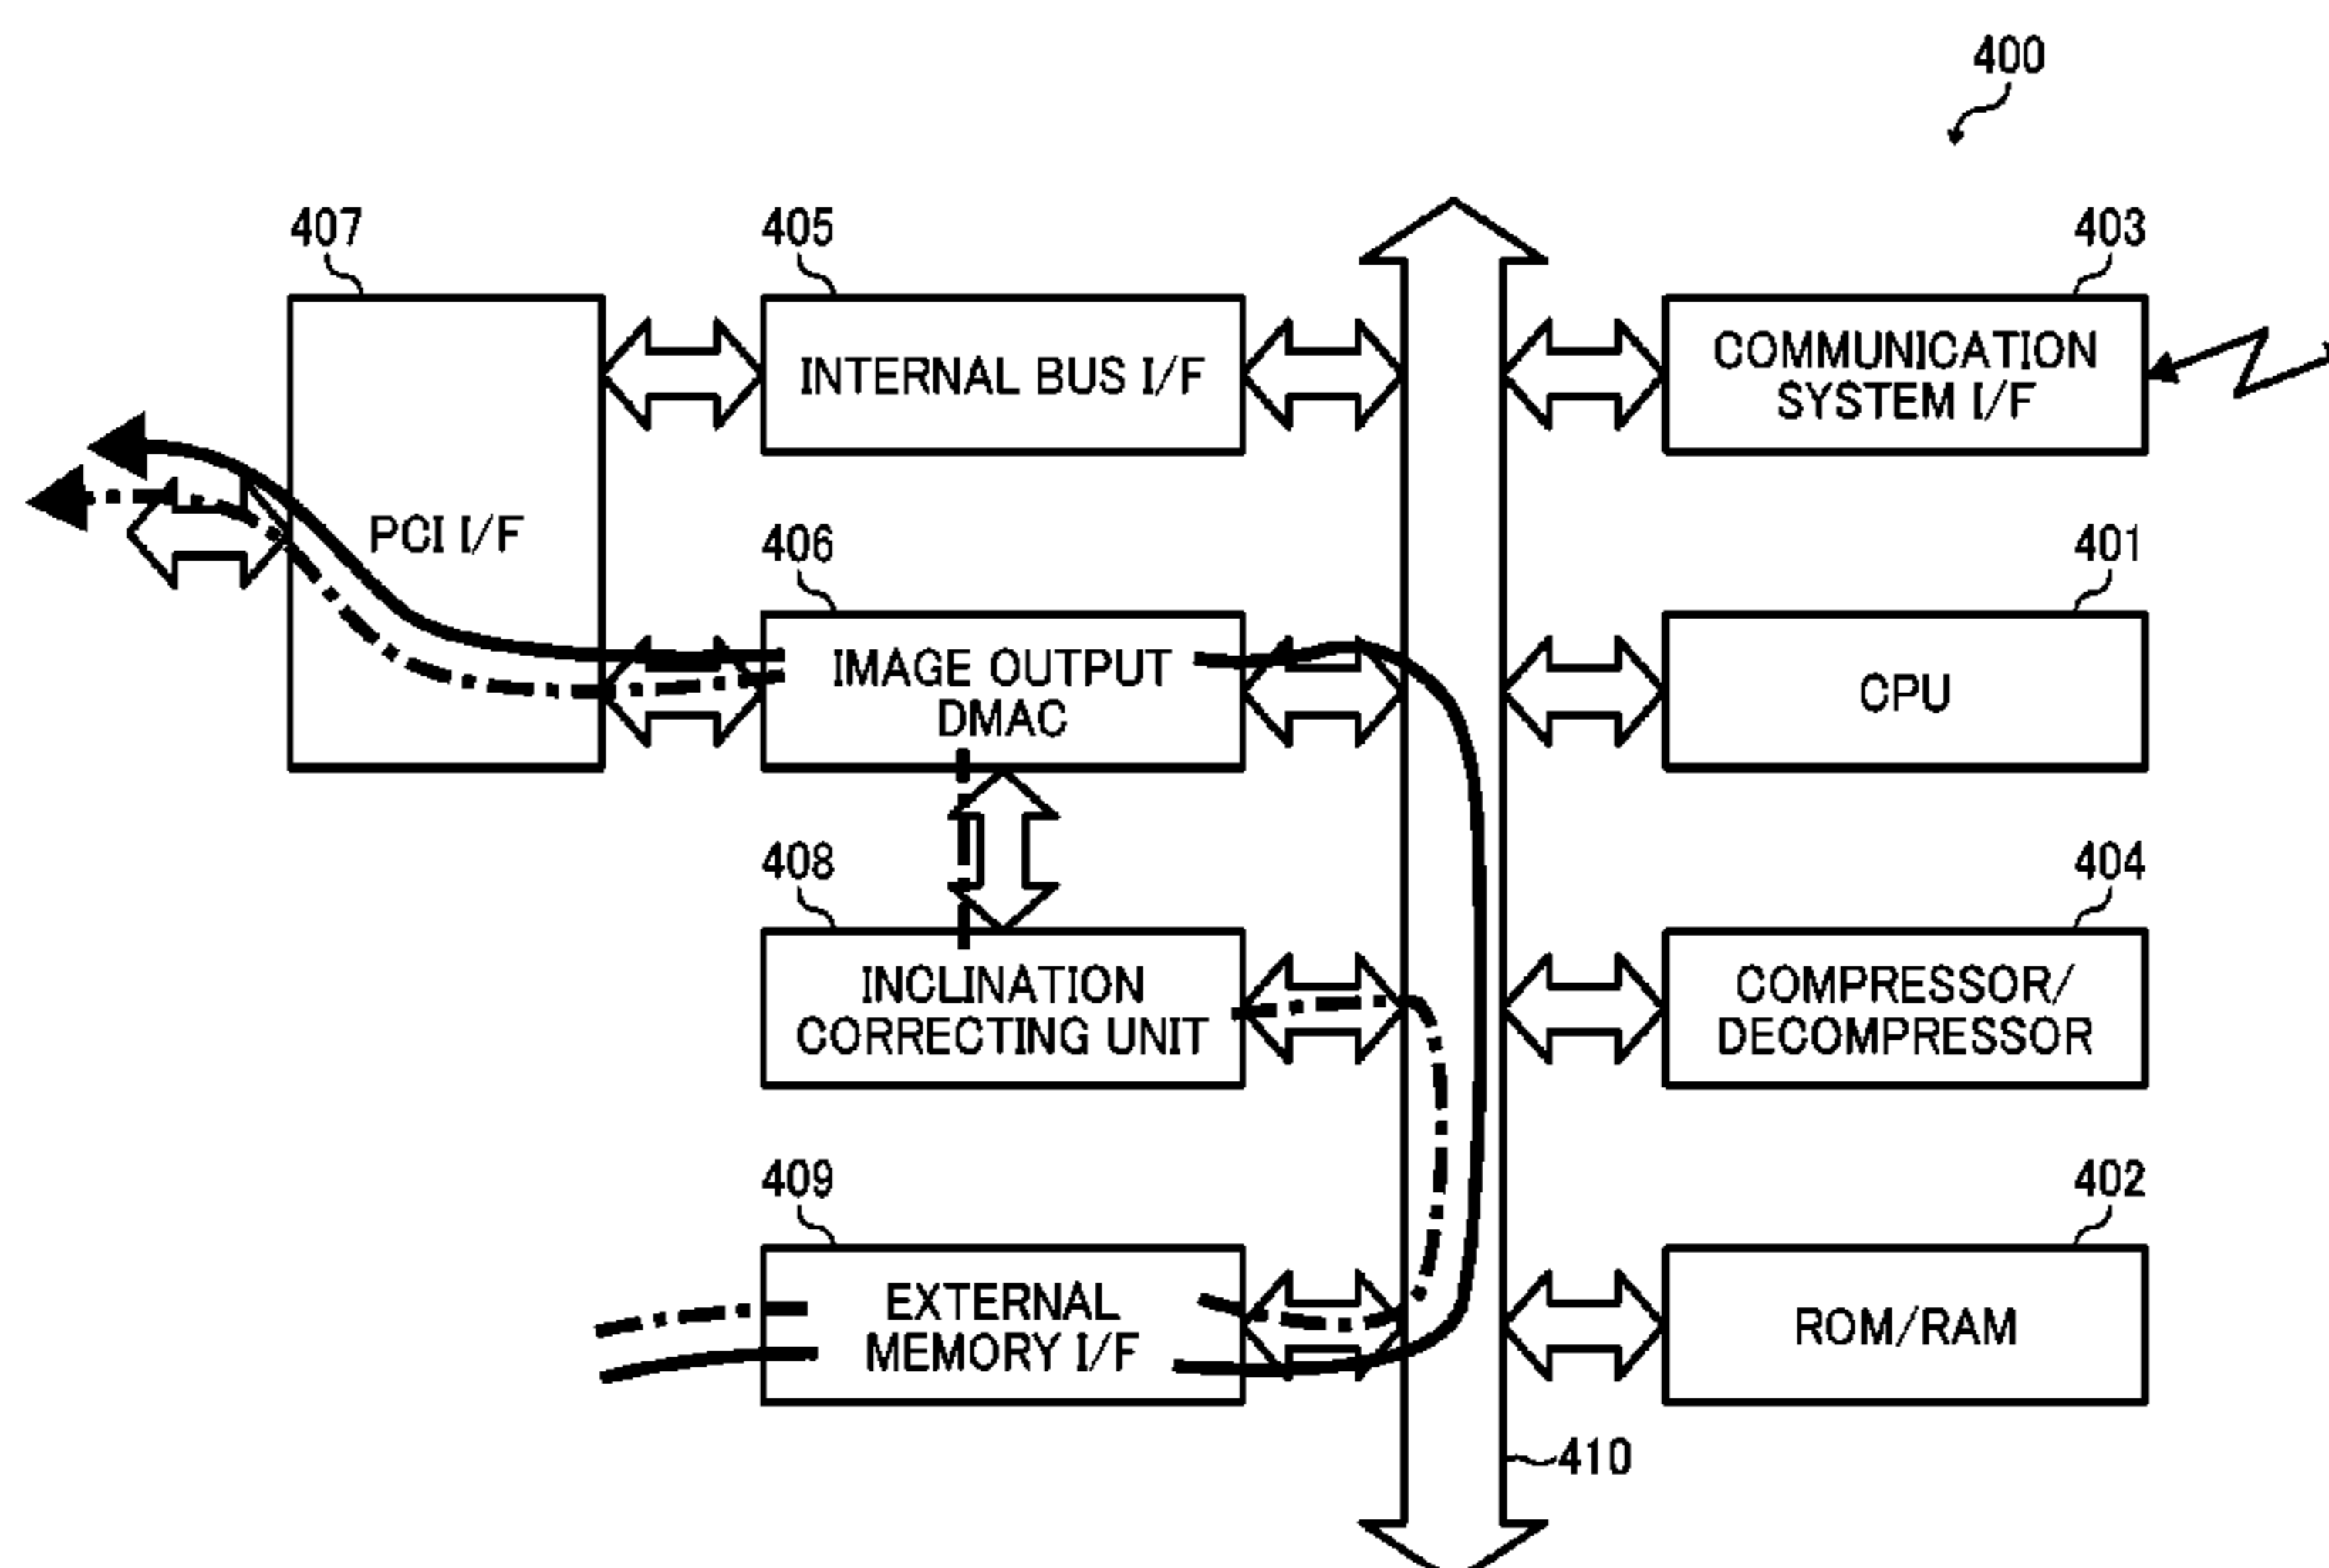 400
407
405
403
PCI I/F
INTERNAL BUS I/F
COMMUNICATION
SYSTEM I/F
406
401
IMAGE OUTPUT
DMAC
CPU
408
404
INCLINATION
CORRECTING UNIT
COMPRESSOR/
DECOMPRESSOR
409
402
EXTERNAL
MEMORY I/F
ROM/RAM
410